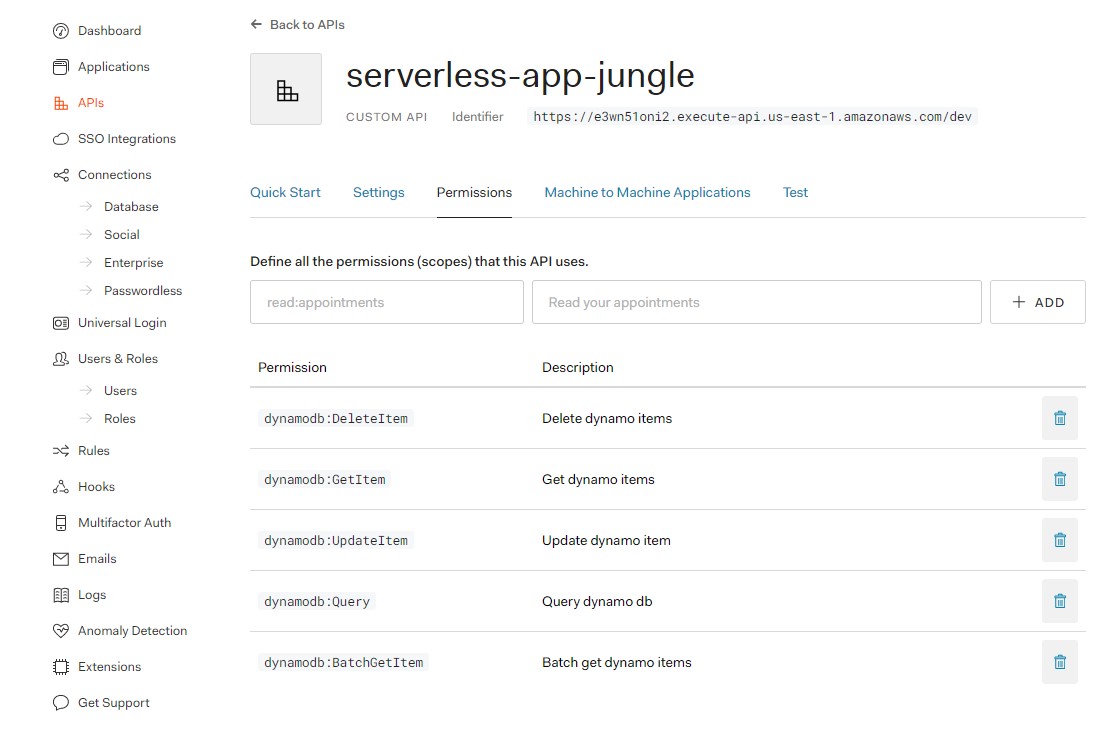 Dashboard
Applications
APIs
SSO Integrations
Connections
Database
Social
Enterprise
Passwordless
Universal Login
Users & Roles
Users
Roles
Rules
Hooks
Multifactor Auth
Emails
Logs
Anomaly Detection
Extensions
Get Support
Back to APIs
serverless-app-jungle
CUSTOM API Identifier https://e3wn51oni2.execute-api.us-east-1.amazonaws.com/dev
Quick Start Settings Permissions Machine to Machine Applications Test
Define all the permissions (scopes) that this API uses.
read:appointments Read your appointments + ADD
Permission Description
dynamodb:DeleteItem Delete dynamo items
dynamodb:GetItem Get dynamo items
dynamodb:UpdateItem Update dynamo item
dynamodb:Query Query dynamo db
dynamodb:BatchGetItem Batch get dynamo items